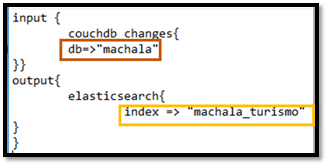 input {
couchdb_changes{
db=>"machala"
}}
output{
elasticsearch{
index => "machala_turismo"
}
}